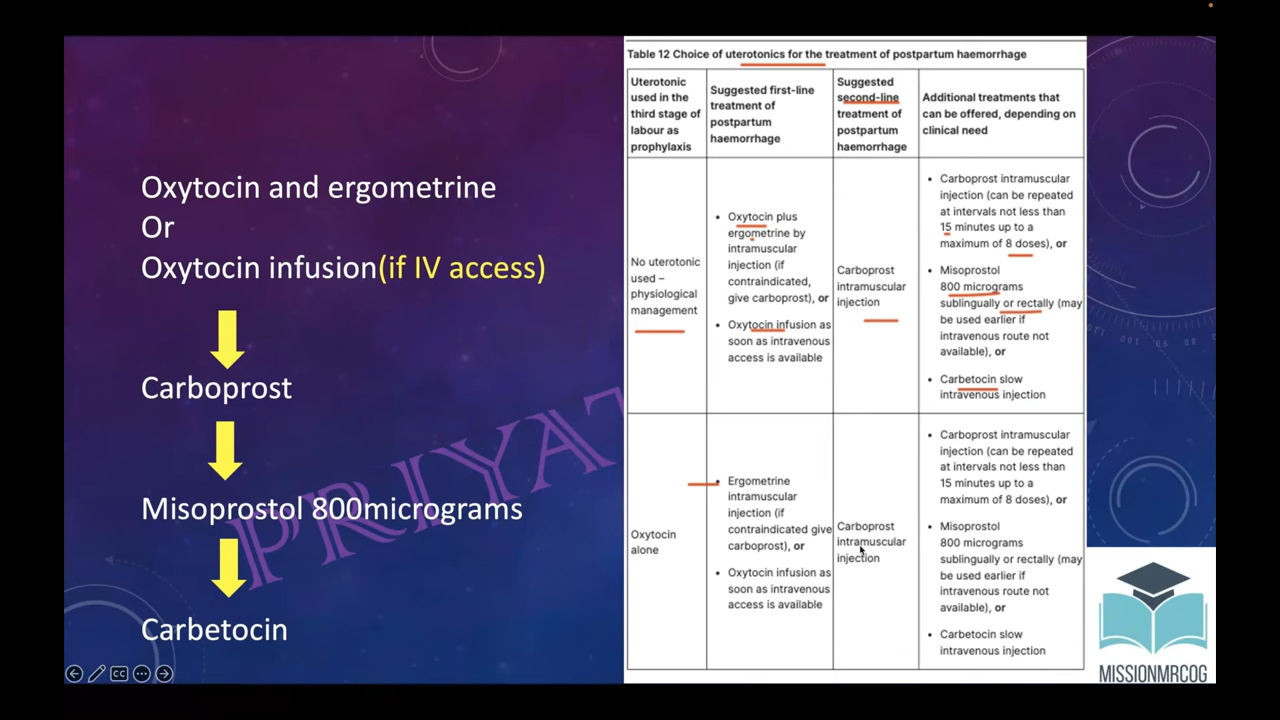 Oxytocin and ergometrine
Or
Oxytocin infusion(if IV access)
Carboprost
Misoprostol 800micrograms
Carbetocin
PRIYA
Table 12 Choice of uterotonics for the treatment of postpartum haemorrhage
Uterotonic
used in the
third stage of
labour as
prophylaxis
Suggested first-line
treatment of
postpartum
haemorrhage
Suggested
second-line
treatment of
postpartum
haemorrhage
Additional treatments that
can be offered, depending on
clinical need
No uterotonic
used –
physiological
management
• Oxytocin plus
ergometrine by
intramuscular
injection (if
contraindicated,
give carboprost), or
• Oxytocin infusion as
soon as intravenous
access is available
Carboprost
intramuscular
injection
• Carboprost intramuscular
injection (can be repeated
at intervals not less than
15 minutes up to a
maximum of 8 doses), or
• Misoprostol
800 micrograms
sublingually or rectally (may
be used earlier if
intravenous route not
available), or
• Carbetocin slow
intravenous injection
Oxytocin
alone
• Ergometrine
intramuscular
injection (if
contraindicated give
carboprost), or
• Oxytocin infusion as
soon as intravenous
access is available
Carboprost
intramuscular
injection
• Carboprost intramuscular
injection (can be repeated
at intervals not less than
15 minutes up to a
maximum of 8 doses), or
• Misoprostol
800 micrograms
sublingually or rectally (may
be used earlier if
intravenous route not
available), or
• Carbetocin slow
intravenous injection
CC
MISSIONMRCOG